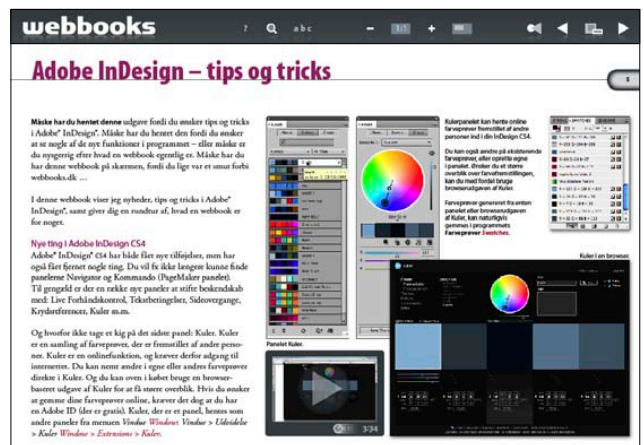 webbooks
? abc - 1:1 +
Adobe InDesign – tips og tricks
5
Måske har du hentet denne udgave fordi du ønsker tips og tricks
i Adobe® InDesign®. Måske har du hentet den fordi du ønsker
at se nogle af de nye funktioner i programmet – eller måske er
du nysgerrig efter hvad en webbook egentlig er. Måske har du
har denne webbook på skærmen, fordi du lige var et smut forbi
webbooks.dk ...
I denne webbook viser jeg nyheder, tips og tricks i Adobe®
InDesign®, samt giver dig en rundtur af, hvad en webbook er
for noget.
Nye ting i Adobe InDesign CS4
Adobe® InDesign® CS4 har både fået nye tilføjelser, men har
også fået fjernet nogle ting. Du vil fx ikke længere kunne finde
panelerne Navigator og Kommando (PageMaker panelet).
Til gengæld er der en række nye paneler at stifte bekendskab
med: Live Forhåndskontrol, Tekstbetingelser, Sideovergange,
Krydsreferencer, Kuler m.m.
Og hvorfor ikke tage et kig på det sidste panel: Kuler. Kuler
er en samling af farveprøver, der er fremstillet af andre perso-
ner. Kuler er en onlinefunktion, og kræver derfor adgang til
internettet. Du kan nemt ændre i egne eller andres farveprøver
direkte i Kuler. Og du kan oven i købet bruge en browser-
baseret udgave af Kuler for at få større overblik. Hvis du ønsker
at gemme dine farveprøver online, kræver det dog at du har
en Adobe ID (der er gratis). Kuler, der er et panel, hentes som
andre paneler fra menuen Vindue Window: Vindue > Udvidelse
> Kuler Window > Extensions > Kuler.
Panelet Kuler.
3:34
Kulerpanelet kan hente online
farveprøver fremstillet af andre
personer ind i din InDesign CS4.
Du kan også ændre på eksisterende
farveprøver, eller oprette egne
i panelet. Ønsker du et større
overblik over farvefremstillingen,
kan du med fordel bruge
browserudgaven af Kuler.
Farveprøver genereret fra enten
panelet eller browserudgaven
af Kuler, kan naturligvis
gemmes i programmets
Farveprøver Swatches.
Kuler i en browser.